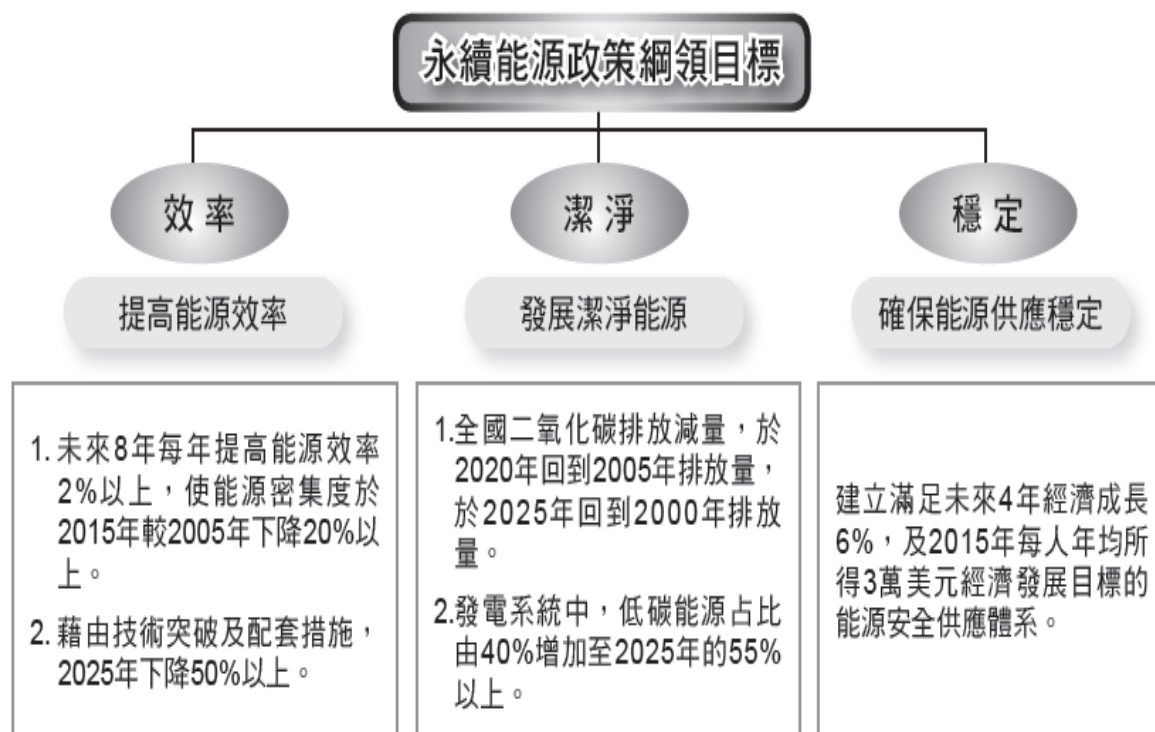 永續能源政策綱領目標
效率
潔淨
穩定
提高能源效率
發展潔淨能源
確保能源供應穩定
1. 未來8年每年提高能源效率
2%以上，使能源密集度於
2015年較2005年下降20%以
上。
2. 藉由技術突破及配套措施，
2025年下降50%以上。
1.全國二氧化碳排放減量，於
2020年回到2005年排放量，
於2025年回到2000年排放
量。
2.發電系統中，低碳能源占比
由40%增加至2025年的55%
以上。
建立滿足未來4年經濟成長
6%，及2015年每人年均所
得3萬美元經濟發展目標的
能源安全供應體系。